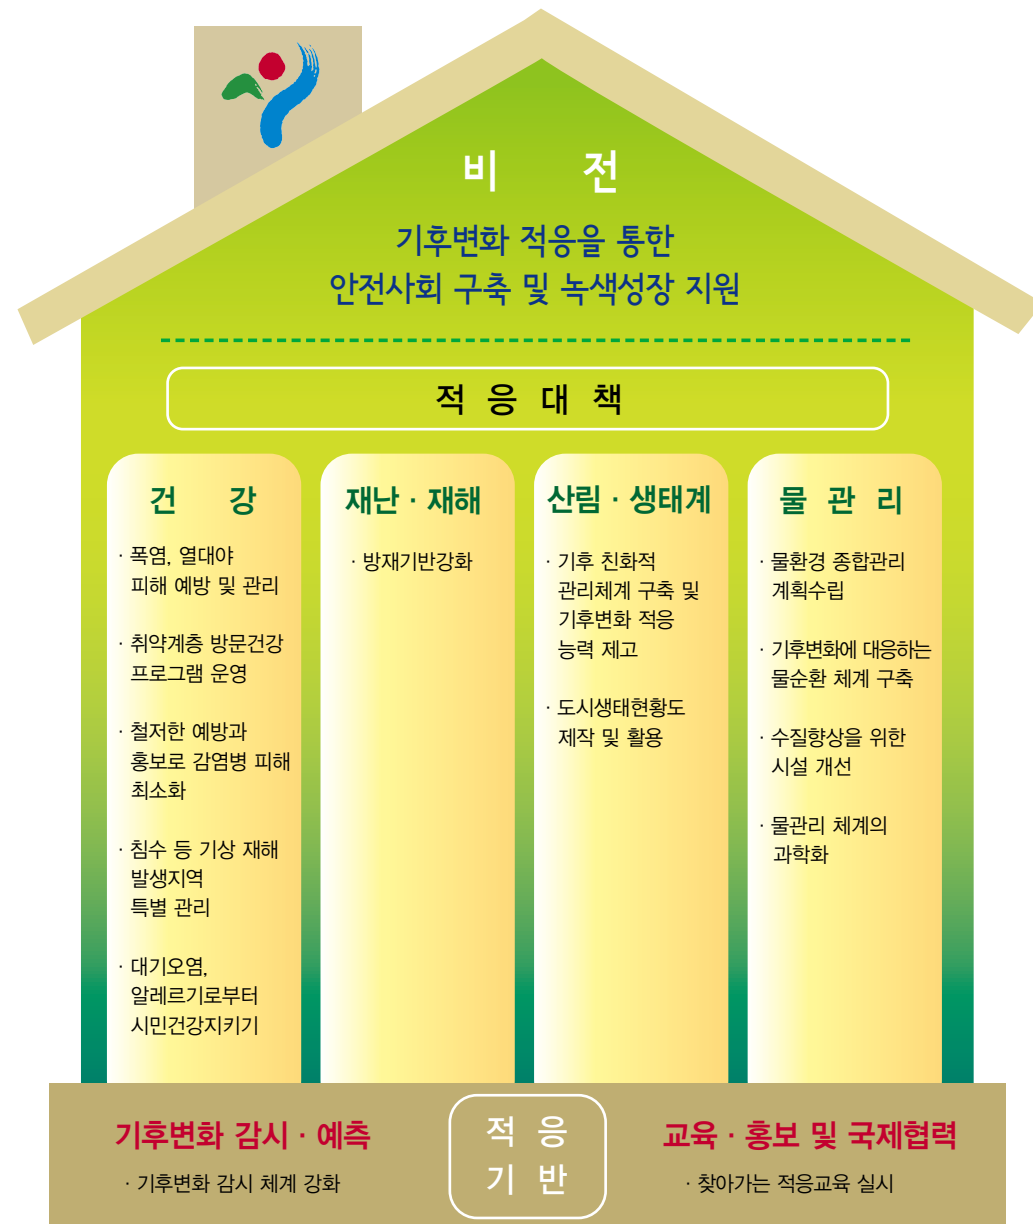 비 전
기후변화 적응을 통한
안전사회 구축 및 녹색성장 지원
적 응 대 책
건 강
· 폭염, 열대야
피해 예방 및 관리
· 취약계층 방문건강
프로그램 운영
· 철저한 예방과
홍보로 감염병 피해
최소화
· 침수 등 기상 재해
발생지역
특별 관리
· 대기오염,
알레르기로부터
시민건강지키기
재난 · 재해
· 방재기반강화
산림 · 생태계
· 기후 친화적
관리체계 구축 및
기후변화 적응
능력 제고
· 도시생태현황도
제작 및 활용
물 관 리
· 물환경 종합관리
계획수립
· 기후변화에 대응하는
물순환 체계 구축
· 수질향상을 위한
시설 개선
· 물관리 체계의
과학화
기후변화 감시 · 예측
· 기후변화 감시 체계 강화
적 응
기 반
교육 · 홍보 및 국제협력
· 찾아가는 적응교육 실시